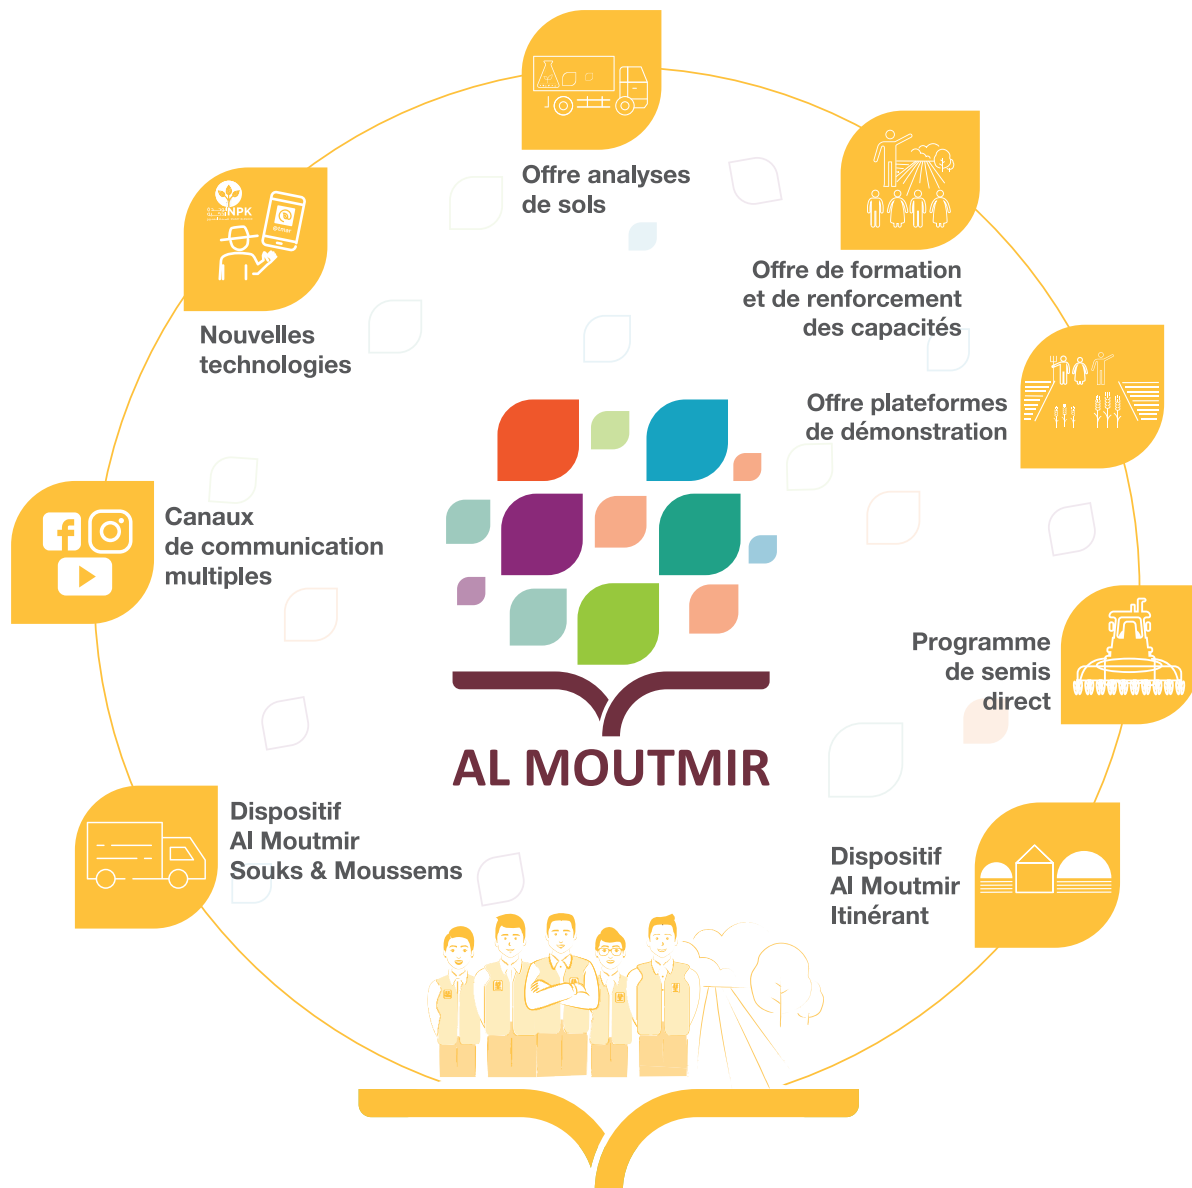 Offre analyses
de sols
Offre de formation
et de renforcement
des capacités
Offre plateformes
de démonstration
Programme
de semis
direct
Dispositif
Al Moutmir
Itinérant
Dispositif
Al Moutmir
Souks & Moussems
Canaux
de communication
multiples
Nouvelles
technologies
NPK
@tmar
AL MOUTMIR